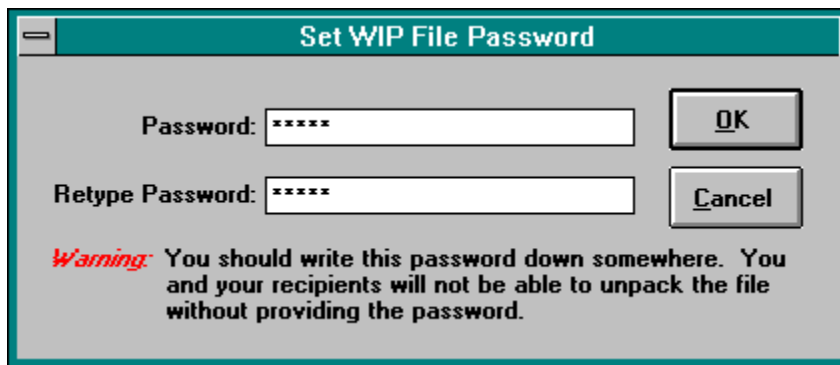 Set WIP File Password
Password: *****
OK
Retype Password: *****
Cancel
Warning: You should write this password down somewhere. You
and your recipients will not be able to unpack the file
without providing the password.